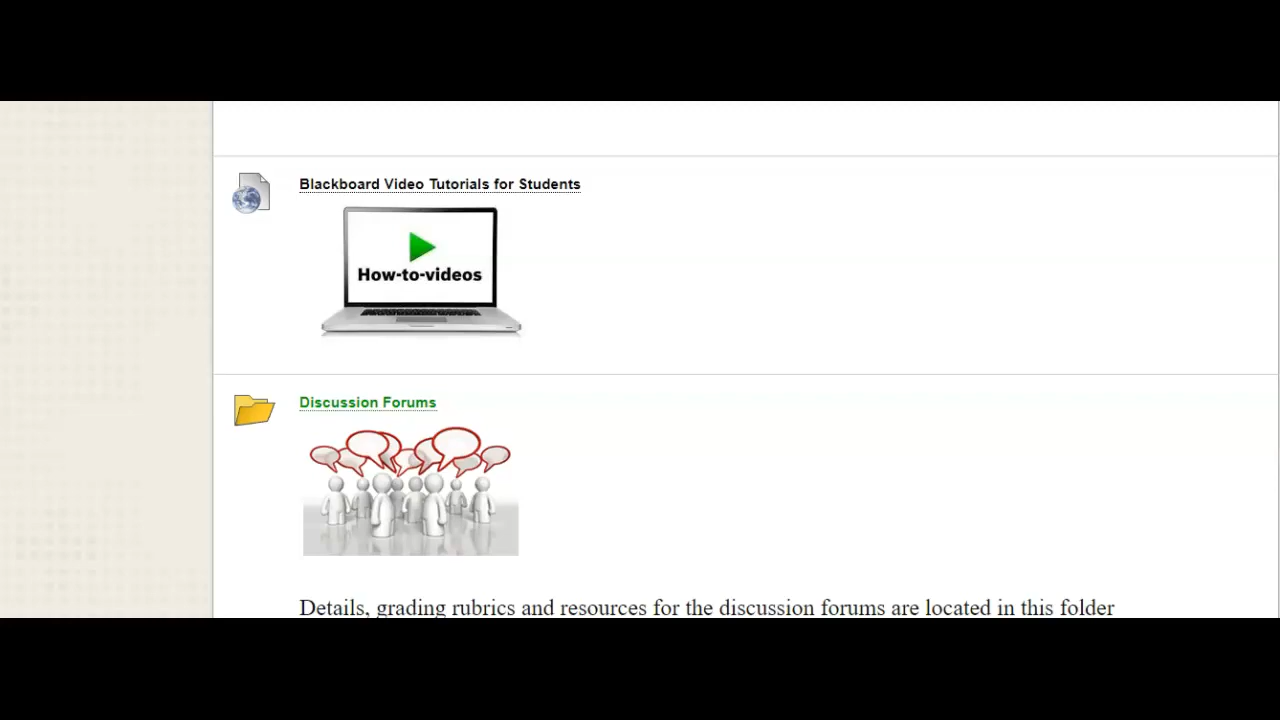 Blackboard Video Tutorials for Students
How-to-videos
Discussion Forums
Details, grading rubrics and resources for the discussion forums are located in this folder